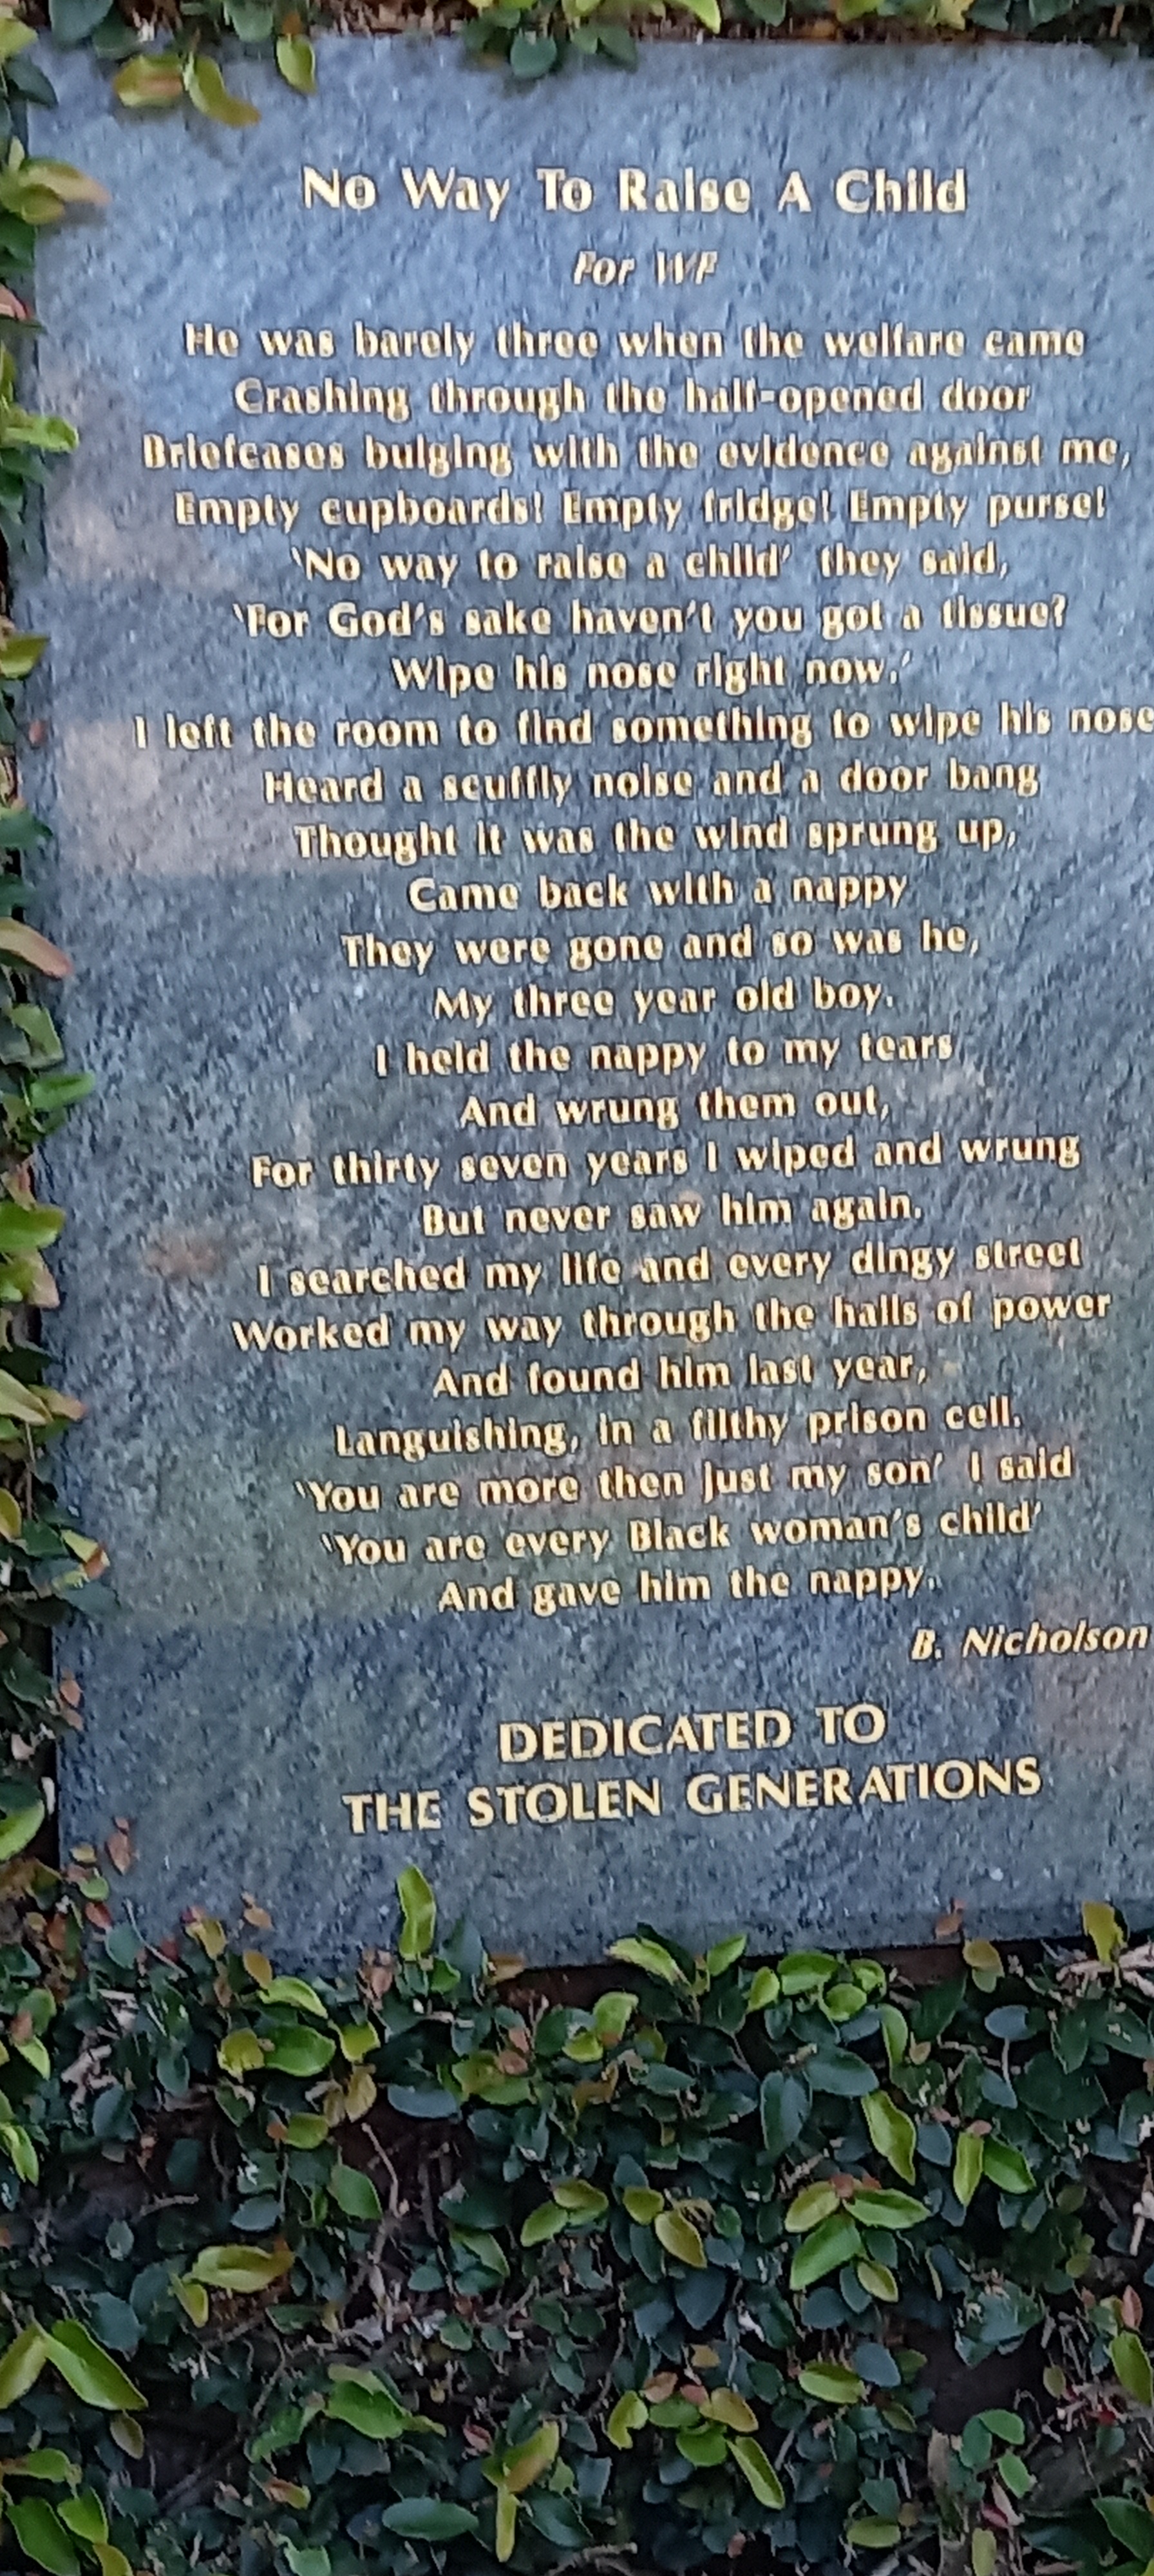 No Way To Raise A Child
For WF
He was barely three when the welfare came
Crashing through the half-opened door
Briefcases bulging with the evidence against me,
Empty cupboards! Empty fridge! Empty purse!
'No way to raise a child' they said,
'For God's sake haven't you got a tissue?
Wipe his nose right now.'
I left the room to find something to wipe his nose
Heard a scuffly noise and a door bang
Thought it was the wind sprung up,
Came back with a nappy
They were gone and so was he,
My three year old boy.
I held the nappy to my tears
And wrung them out,
For thirty seven years I wiped and wrung
But never saw him again.
I searched my life and every dingy street
Worked my way through the halls of power
And found him last year,
Languishing, in a filthy prison cell.
'You are more then just my son' I said
'You are every Black woman's child'
And gave him the nappy.
B. Nicholson
DEDICATED TO
THE STOLEN GENERATIONS